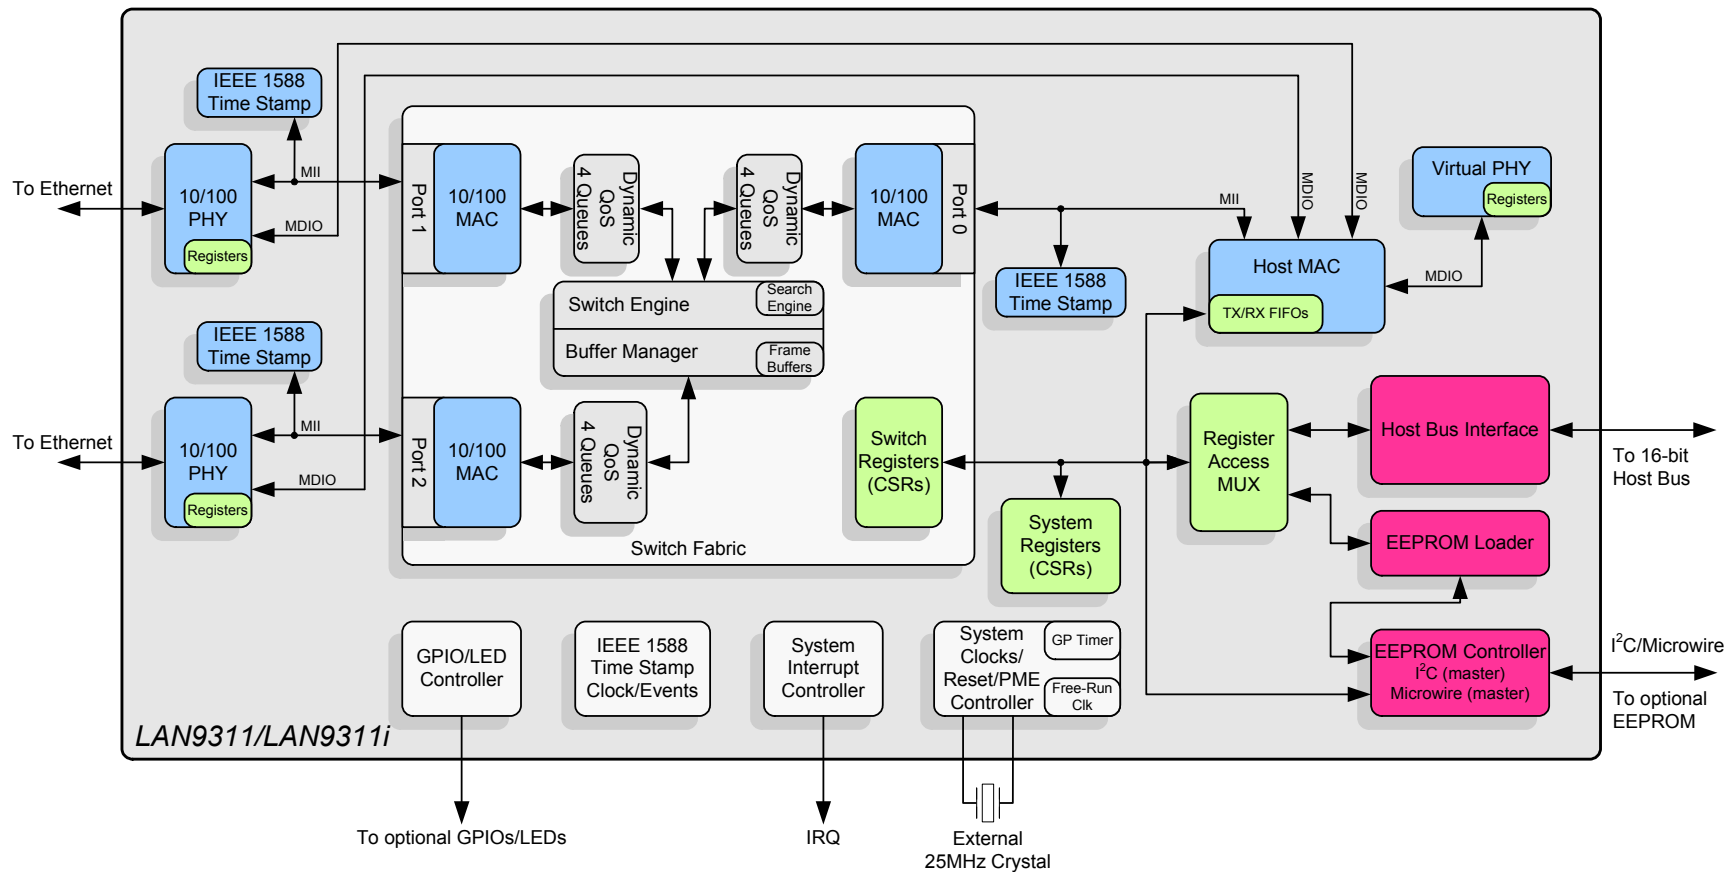 IEEE 1588
Time Stamp
To Ethernet
10/100
PHY
Registers
MII
MDIO
Port 1
10/100
MAC
Dynamic
QoS
4 Queues
Dynamic
QoS
4 Queues
10/100
MAC
Port 0
MII
MDIO
MDIO
Virtual PHY
Registers
Host MAC
TX/RX FIFOs
MDIO
IEEE 1588
Time Stamp
Switch Engine
Search
Engine
Buffer Manager
Frame
Buffers
IEEE 1588
Time Stamp
To Ethernet
10/100
PHY
Registers
MII
MDIO
Port 2
10/100
MAC
Dynamic
QoS
4 Queues
Switch
Registers
(CSRs)
Switch Fabric
System
Registers
(CSRs)
Register
Access
MUX
Host Bus Interface
To 16-bit
Host Bus
EEPROM Loader
EEPROM Controller
I²C (master)
Microwire (master)
I²C/Microwire
To optional
EEPROM
GPIO/LED
Controller
IEEE 1588
Time Stamp
Clock/Events
System
Interrupt
Controller
System
Clocks/
Reset/PME
Controller
GP Timer
Free-Run
Clk
LAN9311/LAN9311i
To optional GPIOs/LEDs
IRQ
External
25MHz Crystal